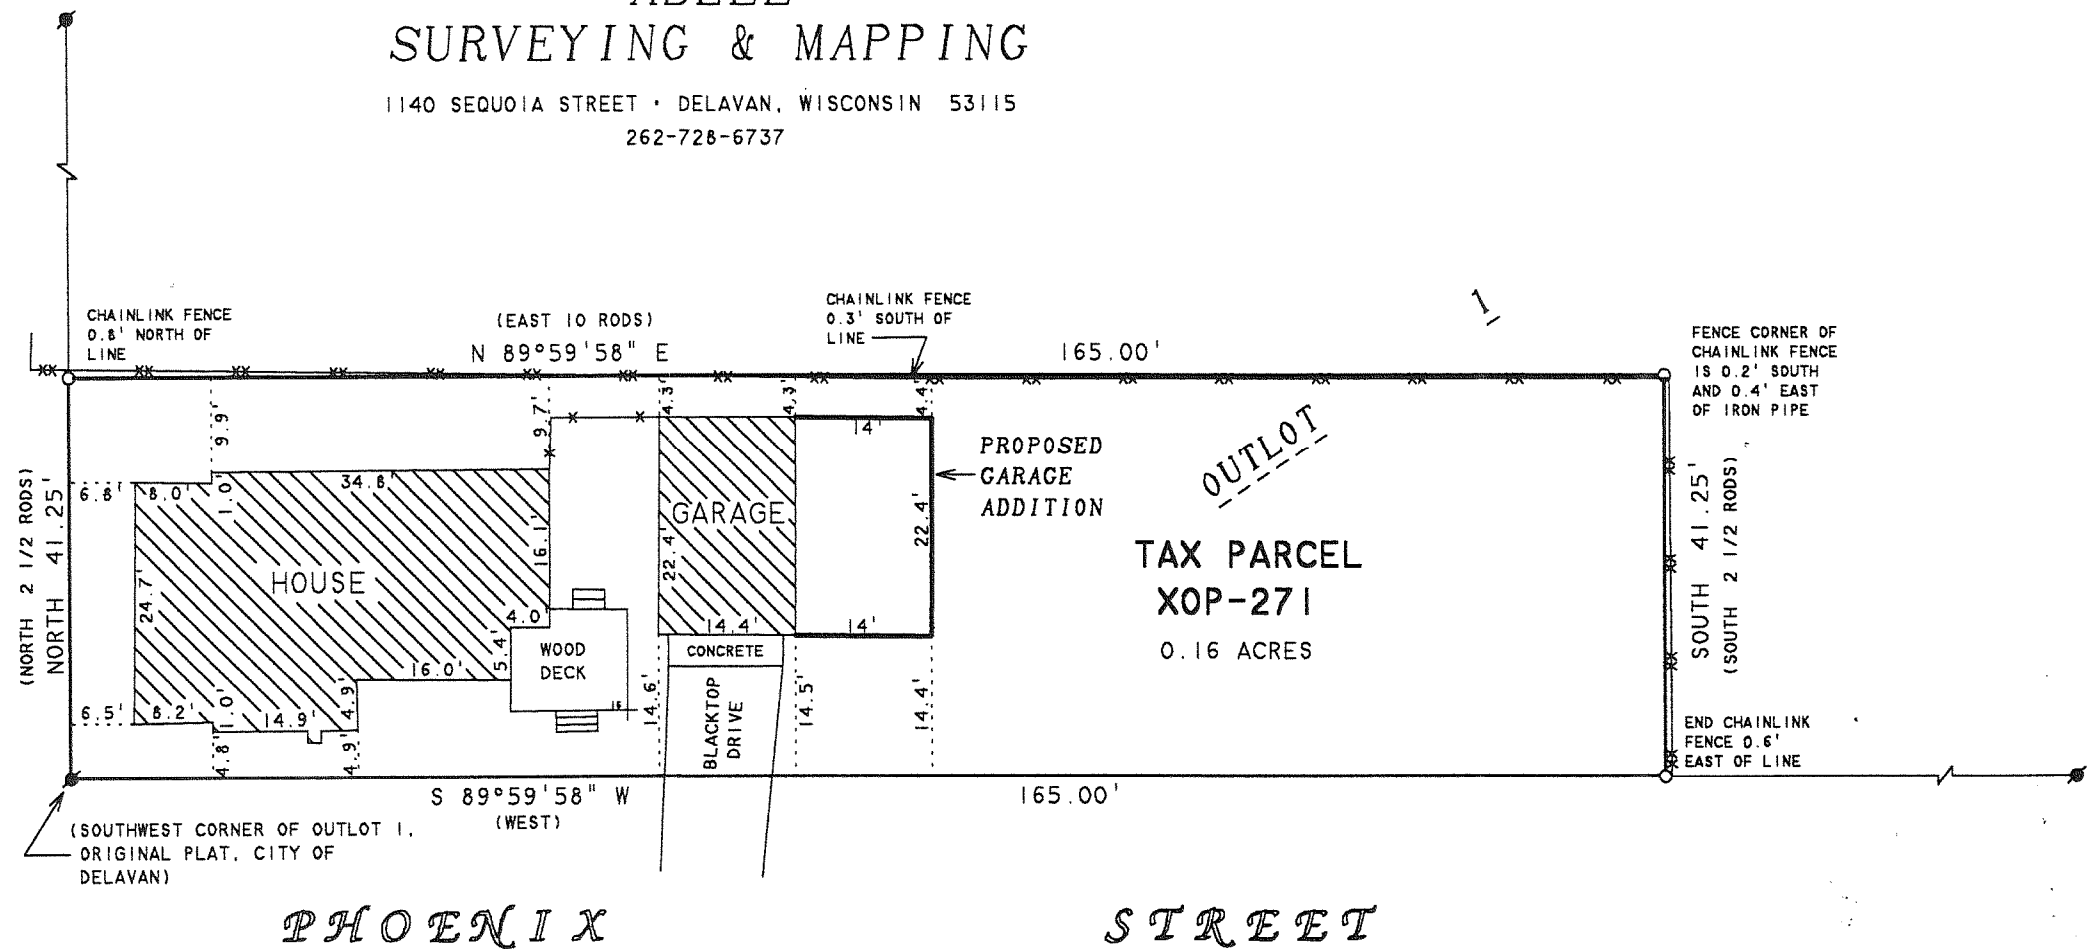 SURVEYING & MAPPING
1140 SEQUOIA STREET · DELAVAN, WISCONSIN 53115
262-728-6737
CHAINLINK FENCE
0.8' NORTH OF
LINE
(EAST 10 RODS)
N 89°59'58" E
CHAINLINK FENCE
0.3' SOUTH OF
LINE
165.00'
1
FENCE CORNER OF
CHAINLINK FENCE
IS 0.2' SOUTH
AND 0.4' EAST
OF IRON PIPE
9.9'
9.7'
4.3'
4.3'
4.4'
14'
PROPOSED
GARAGE
ADDITION
OUTLOT
(NORTH 2 1/2 RODS)
NORTH 41.25'
6.8'
8.0'
1.0'
34.8'
16.1'
GARAGE
22.4'
22.4'
HOUSE
24.7'
TAX PARCEL
XOP-271
0.16 ACRES
SOUTH 41.25'
(SOUTH 2 1/2 RODS)
4.0'
5.4'
WOOD
DECK
14.4'
14'
CONCRETE
16.0'
6.5'
8.2'
1.0'
14.9'
4.9'
4.8'
4.9'
14.6'
BLACKTOP
DRIVE
14.5'
14.4'
END CHAINLINK
FENCE 0.6'
EAST OF LINE
S 89°59'58" W
(WEST)
165.00'
(SOUTHWEST CORNER OF OUTLOT 1,
ORIGINAL PLAT, CITY OF
DELAVAN)
PHOENIX STREET